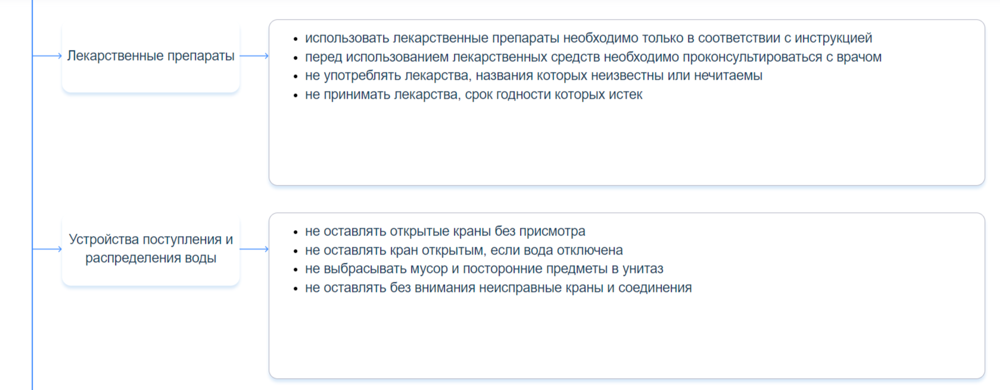 Лекарственные препараты
использовать лекарственные препараты необходимо только в соответствии с инструкцией
перед использованием лекарственных средств необходимо проконсультироваться с врачом
не употреблять лекарства, названия которых неизвестны или нечитаемы
не принимать лекарства, срок годности которых истек
Устройства поступления и
распределения воды
не оставлять открытые краны без присмотра
не оставлять кран открытым, если вода отключена
не выбрасывать мусор и посторонние предметы в унитаз
не оставлять без внимания неисправные краны и соединения